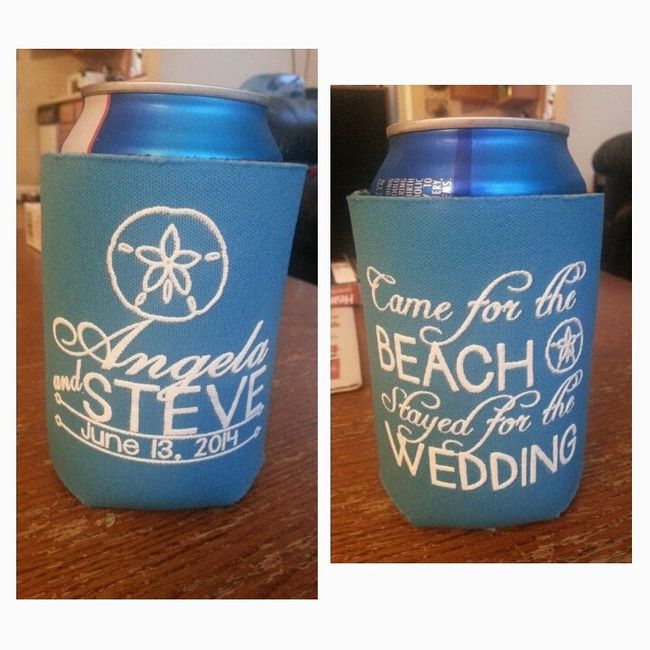 Angela
and STEVE
June 13, 2014
Came for the
BEACH
Stayed for the
WEDDING